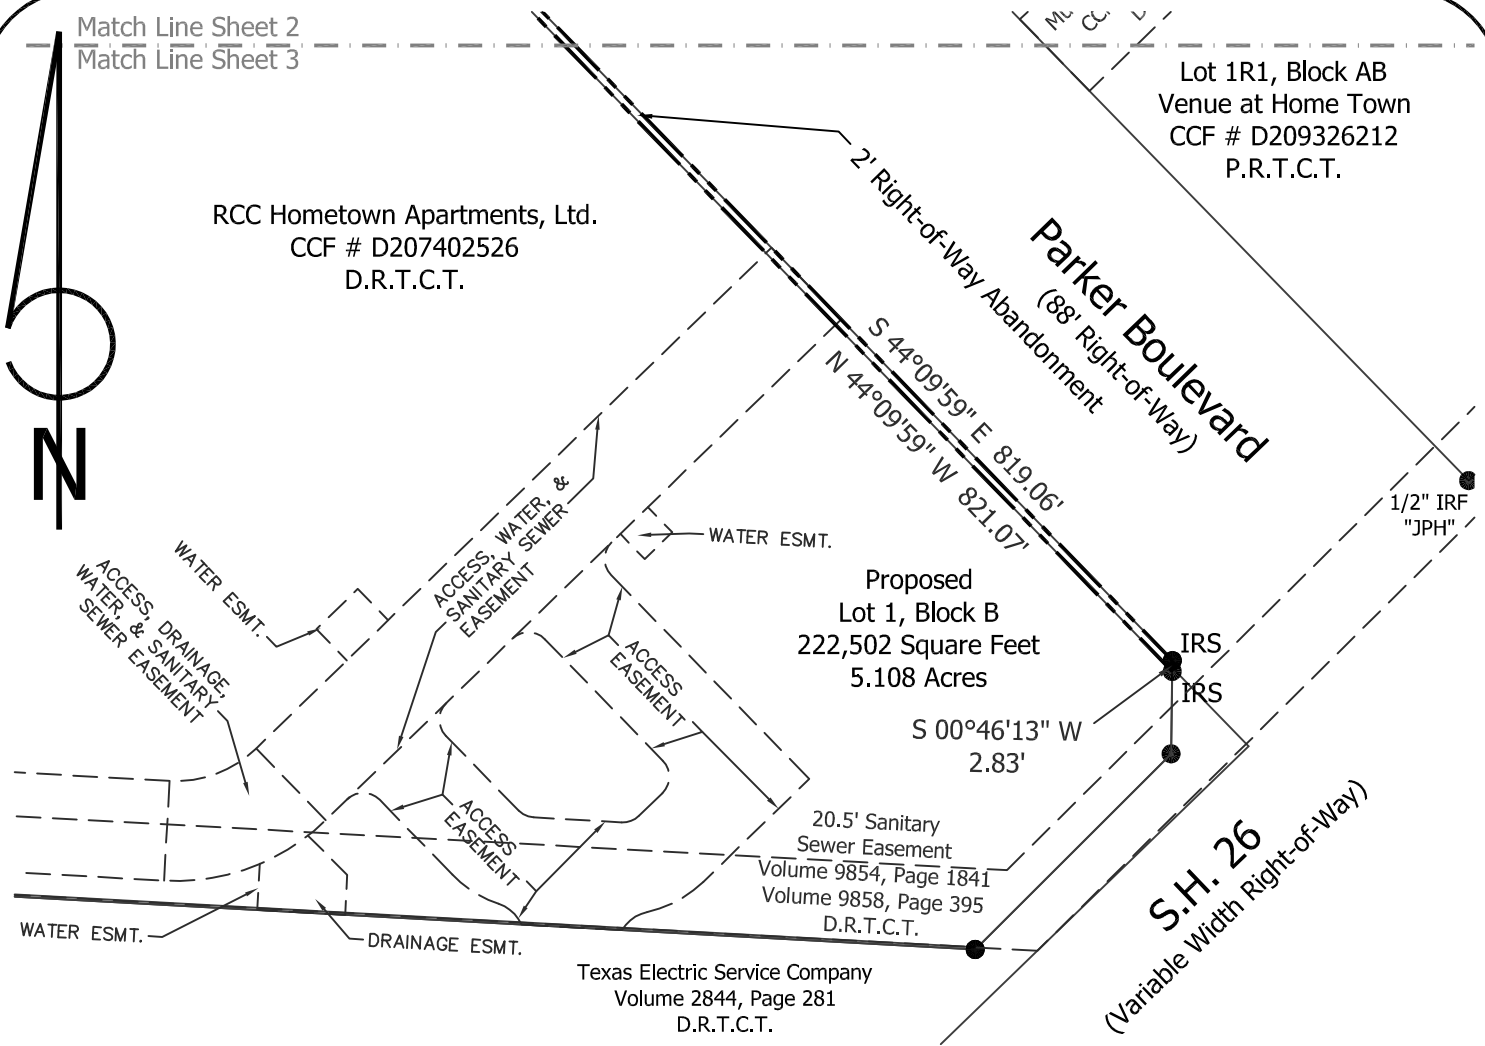 Match Line Sheet 2
Match Line Sheet 3
Lot 1R1, Block AB
Venue at Home Town
CCF # D209326212
P.R.T.C.T.
RCC Hometown Apartments, Ltd.
CCF # D207402526
D.R.T.C.T.
2' Right-of-Way Abandonment
Parker Boulevard
(88' Right-of-Way)
N
S 44°09'59" E 819.06'
N 44°09'59" W 821.07'
1/2" IRF
"JPH"
WATER ESMT.
ACCESS, WATER, &
SANITARY SEWER
EASEMENT
WATER ESMT.
ACCESS, DRAINAGE,
WATER, & SANITARY
SEWER EASEMENT
Proposed
Lot 1, Block B
222,502 Square Feet
5.108 Acres
IRS
IRS
ACCESS
EASEMENT
S 00°46'13" W
2.83'
ACCESS
EASEMENT
20.5' Sanitary
Sewer Easement
Volume 9854, Page 1841
Volume 9858, Page 395
D.R.T.C.T.
S.H. 26
(Variable Width Right-of-Way)
WATER ESMT.
DRAINAGE ESMT.
Texas Electric Service Company
Volume 2844, Page 281
D.R.T.C.T.